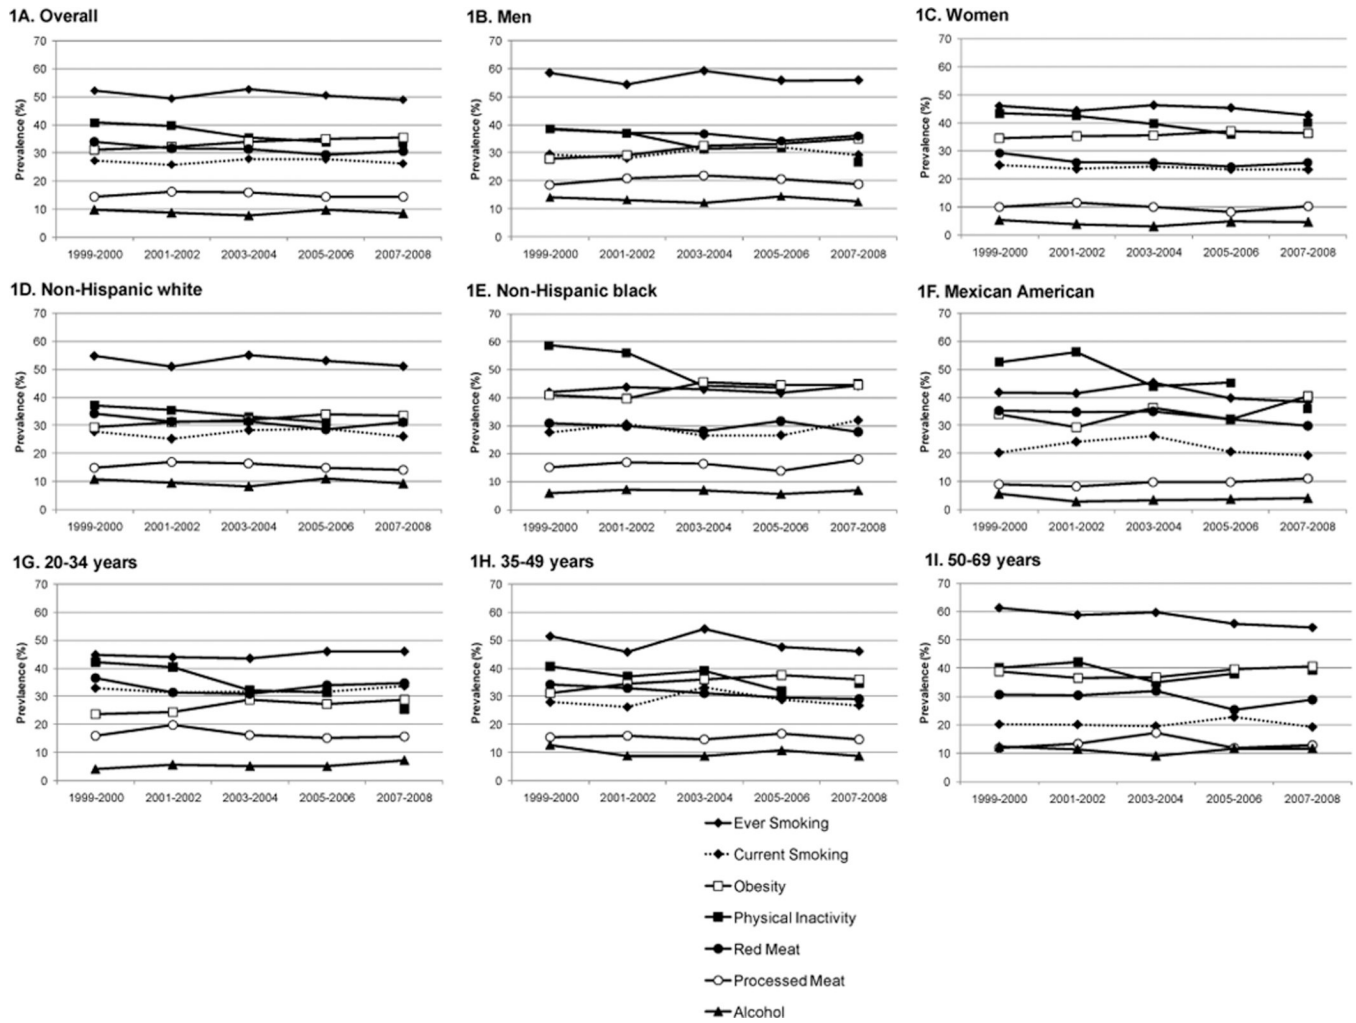 1A. Overall
1B. Men
1C. Women
70
60
50
40
30
20
10
0
Prevalence (%)
1999-2000 2001-2002 2003-2004 2005-2006 2007-2008
70
60
50
40
30
20
10
0
Prevalence (%)
1999-2000 2001-2002 2003-2004 2005-2006 2007-2008
70
60
50
40
30
20
10
0
Prevalence (%)
1999-2000 2001-2002 2003-2004 2005-2006 2007-2008
1D. Non-Hispanic white
1E. Non-Hispanic black
1F. Mexican American
70
60
50
40
30
20
10
0
Prevalence (%)
1999-2000 2001-2002 2003-2004 2005-2006 2007-2008
70
60
50
40
30
20
10
0
Prevalence (%)
1999-2000 2001-2002 2003-2004 2005-2006 2007-2008
70
60
50
40
30
20
10
0
Prevalence (%)
1999-2000 2001-2002 2003-2004 2005-2006 2007-2008
1G. 20-34 years
1H. 35-49 years
1I. 50-69 years
70
60
50
40
30
20
10
0
Prevlaence (%)
1999-2000 2001-2002 2003-2004 2005-2006 2007-2008
70
60
50
40
30
20
10
0
Prevalence (%)
1999-2000 2001-2002 2003-2004 2005-2006 2007-2008
70
60
50
40
30
20
10
0
Prevalence (%)
1999-2000 2001-2002 2003-2004 2005-2006 2007-2008
Ever Smoking
Current Smoking
Obesity
Physical Inactivity
Red Meat
Processed Meat
Alcohol